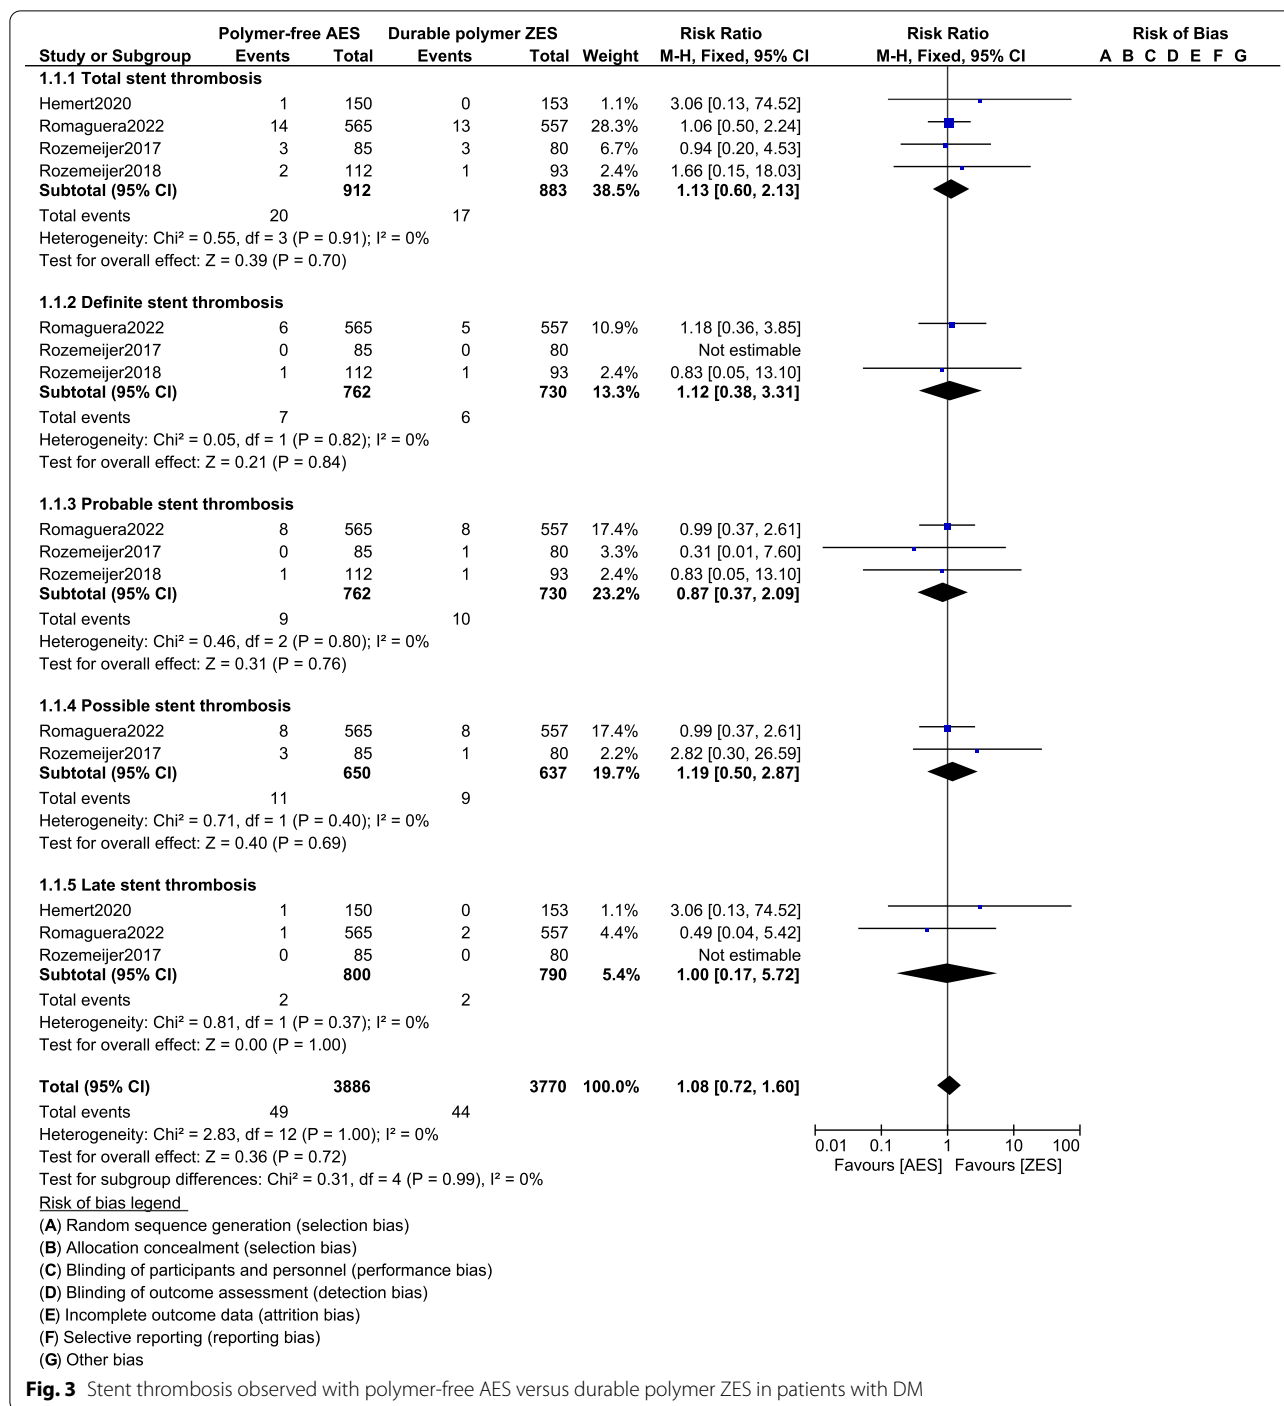 Polymer-free AES Durable polymer ZES Risk Ratio Risk Ratio Risk of Bias
Study or Subgroup Events Total Events Total Weight M-H, Fixed, 95% CI M-H, Fixed, 95% CI A B C D E F G
1.1.1 Total stent thrombosis
Hemert2020 1 150 0 153 1.1% 3.06 [0.13, 74.52]
Romaguera2022 14 565 13 557 28.3% 1.06 [0.50, 2.24]
Rozemeijer2017 3 85 3 80 6.7% 0.94 [0.20, 4.53]
Rozemeijer2018 2 112 1 93 2.4% 1.66 [0.15, 18.03]
Subtotal (95% CI) 912 883 38.5% 1.13 [0.60, 2.13]
Total events 20 17
Heterogeneity: Chi² = 0.55, df = 3 (P = 0.91); I² = 0%
Test for overall effect: Z = 0.39 (P = 0.70)
1.1.2 Definite stent thrombosis
Romaguera2022 6 565 5 557 10.9% 1.18 [0.36, 3.85]
Rozemeijer2017 0 85 0 80 Not estimable
Rozemeijer2018 1 112 1 93 2.4% 0.83 [0.05, 13.10]
Subtotal (95% CI) 762 730 13.3% 1.12 [0.38, 3.31]
Total events 7 6
Heterogeneity: Chi² = 0.05, df = 1 (P = 0.82); I² = 0%
Test for overall effect: Z = 0.21 (P = 0.84)
1.1.3 Probable stent thrombosis
Romaguera2022 8 565 8 557 17.4% 0.99 [0.37, 2.61]
Rozemeijer2017 0 85 1 80 3.3% 0.31 [0.01, 7.60]
Rozemeijer2018 1 112 1 93 2.4% 0.83 [0.05, 13.10]
Subtotal (95% CI) 762 730 23.2% 0.87 [0.37, 2.09]
Total events 9 10
Heterogeneity: Chi² = 0.46, df = 2 (P = 0.80); I² = 0%
Test for overall effect: Z = 0.31 (P = 0.76)
1.1.4 Possible stent thrombosis
Romaguera2022 8 565 8 557 17.4% 0.99 [0.37, 2.61]
Rozemeijer2017 3 85 1 80 2.2% 2.82 [0.30, 26.59]
Subtotal (95% CI) 650 637 19.7% 1.19 [0.50, 2.87]
Total events 11 9
Heterogeneity: Chi² = 0.71, df = 1 (P = 0.40); I² = 0%
Test for overall effect: Z = 0.40 (P = 0.69)
1.1.5 Late stent thrombosis
Hemert2020 1 150 0 153 1.1% 3.06 [0.13, 74.52]
Romaguera2022 1 565 2 557 4.4% 0.49 [0.04, 5.42]
Rozemeijer2017 0 85 0 80 Not estimable
Subtotal (95% CI) 800 790 5.4% 1.00 [0.17, 5.72]
Total events 2 2
Heterogeneity: Chi² = 0.81, df = 1 (P = 0.37); I² = 0%
Test for overall effect: Z = 0.00 (P = 1.00)
Total (95% CI) 3886 3770 100.0% 1.08 [0.72, 1.60]
Total events 49 44
Heterogeneity: Chi² = 2.83, df = 12 (P = 1.00); I² = 0%
Test for overall effect: Z = 0.36 (P = 0.72)
Test for subgroup differences: Chi² = 0.31, df = 4 (P = 0.99), I² = 0%
0.01 0.1 1 10 100
Favours [AES] Favours [ZES]
Risk of bias legend
(A) Random sequence generation (selection bias)
(B) Allocation concealment (selection bias)
(C) Blinding of participants and personnel (performance bias)
(D) Blinding of outcome assessment (detection bias)
(E) Incomplete outcome data (attrition bias)
(F) Selective reporting (reporting bias)
(G) Other bias
Fig. 3 Stent thrombosis observed with polymer-free AES versus durable polymer ZES in patients with DM